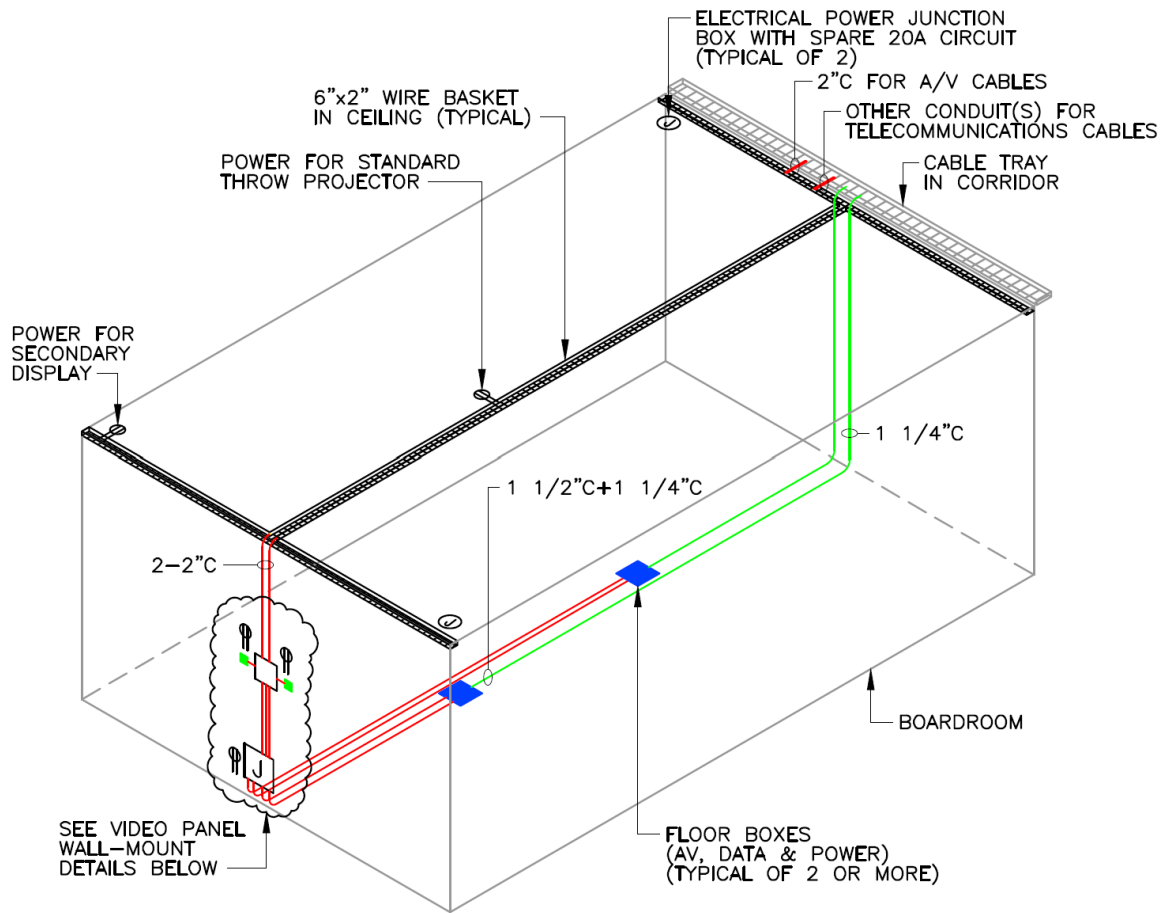 ELECTRICAL POWER JUNCTION
BOX WITH SPARE 20A CIRCUIT
(TYPICAL OF 2)
2"C FOR A/V CABLES
OTHER CONDUIT(S) FOR
TELECOMMUNICATIONS CABLES
CABLE TRAY
IN CORRIDOR
6"x2" WIRE BASKET
IN CEILING (TYPICAL)
POWER FOR STANDARD
THROW PROJECTOR
J
POWER FOR
SECONDARY
DISPLAY
1 1/4"C
1 1/2"C+1 1/4"C
2-2"C
J
J
BOARDROOM
SEE VIDEO PANEL
WALL-MOUNT
DETAILS BELOW
FLOOR BOXES
(AV, DATA & POWER)
(TYPICAL OF 2 OR MORE)